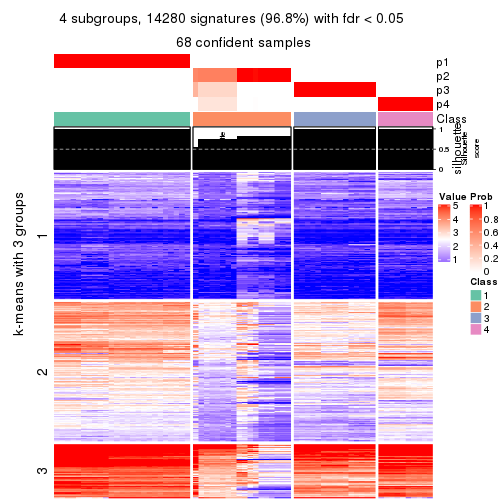 4 subgroups, 14280 signatures (96.8%) with fdr < 0.05
68 confident samples
p1
p2
p3
p4
Class
1
0.5
0
silhouette
Silhouette
score
k-means with 3 groups
1
2
3
Value
5
4
3
2
1
Prob
1
0.8
0.6
0.4
0.2
0
Class
1
2
3
4